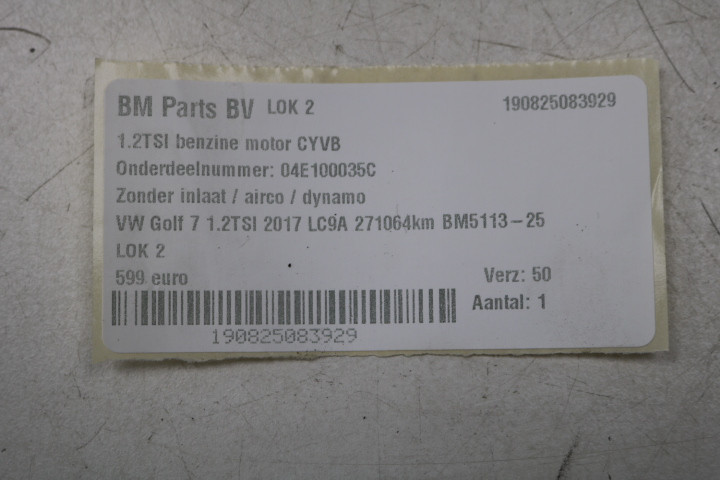 BM Parts BV LOK 2 190825083929
1.2TSI benzine motor CYVB
Onderdeelnummer: 04E100035C
Zonder inlaat / airco / dynamo
VW Golf 7 1.2TSI 2017 LC9A 271064km BM5113-25
LOK 2
599 euro Verz: 50
Aantal: 1
190825083929